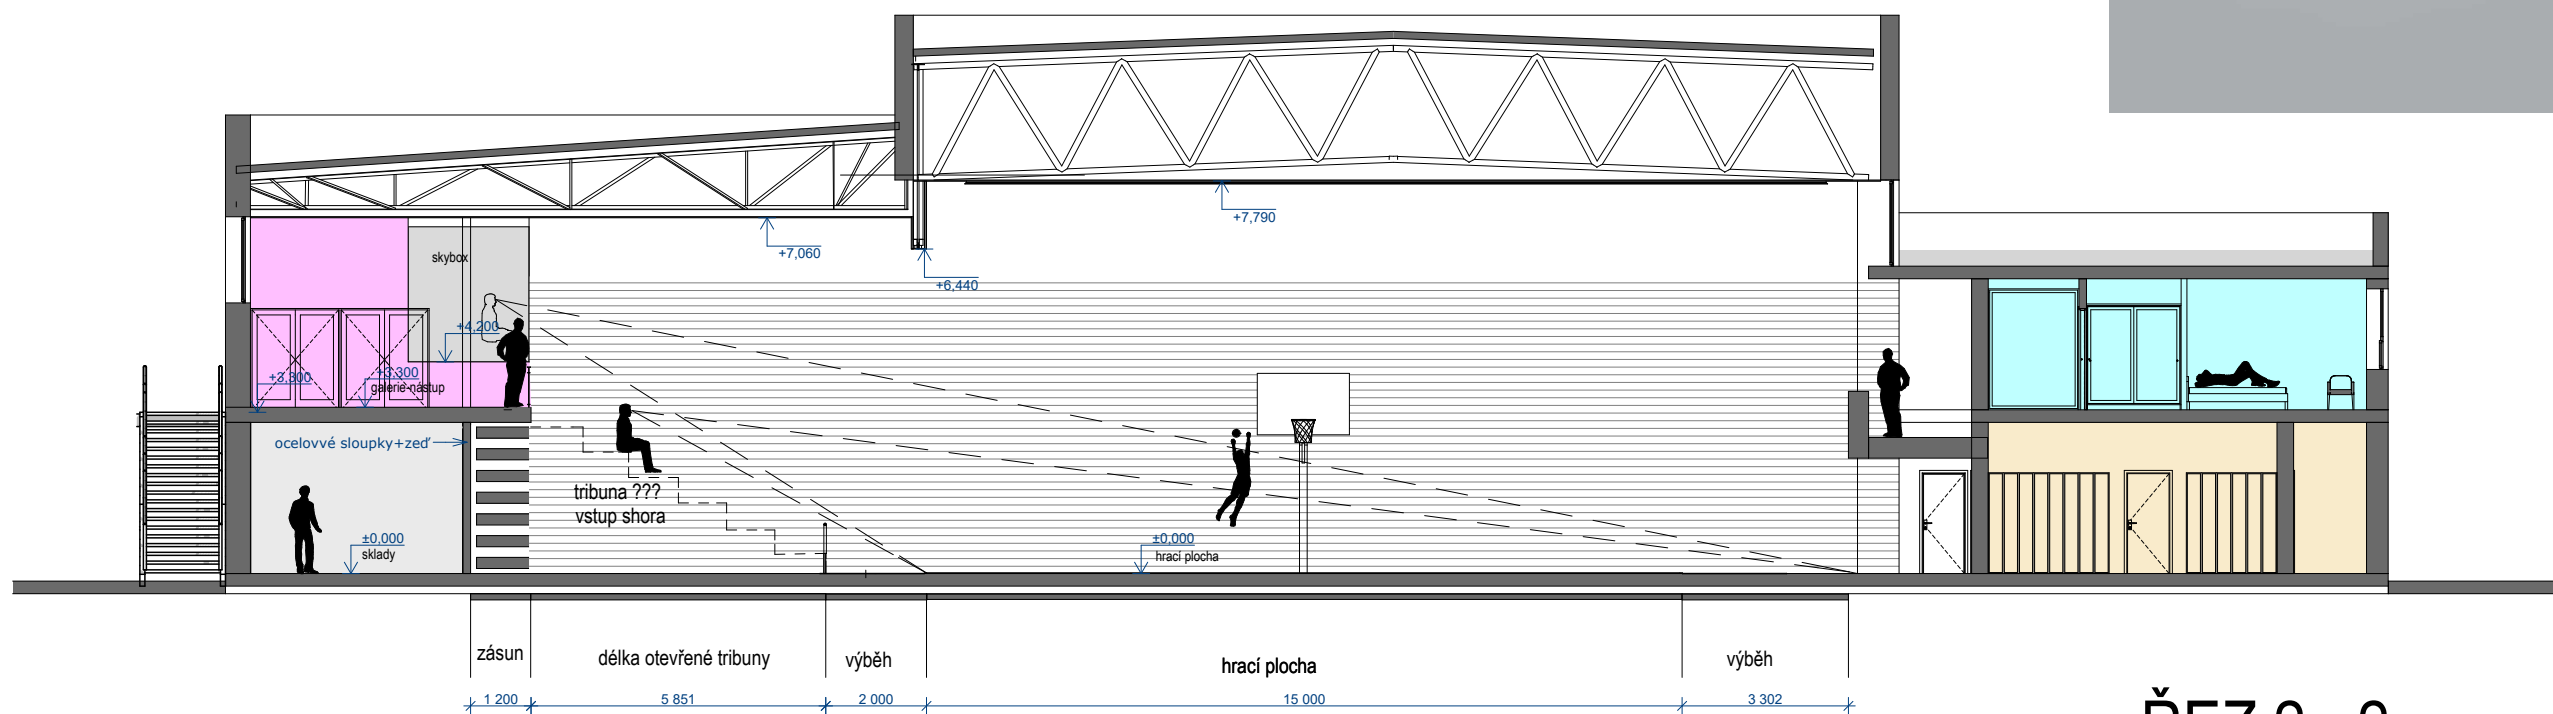 +7,790
skybox
+7,060
+6,440
+4,200
+3,300
+3,300
galerie-nástup
ocelovvé sloupky+zeď
tribuna ???
vstup shora
±0,000
sklady
±0,000
hrací plocha
zásun
délka otevřené tribuny
výběh
hrací plocha
výběh
1 200
5 851
2 000
15 000
3 302